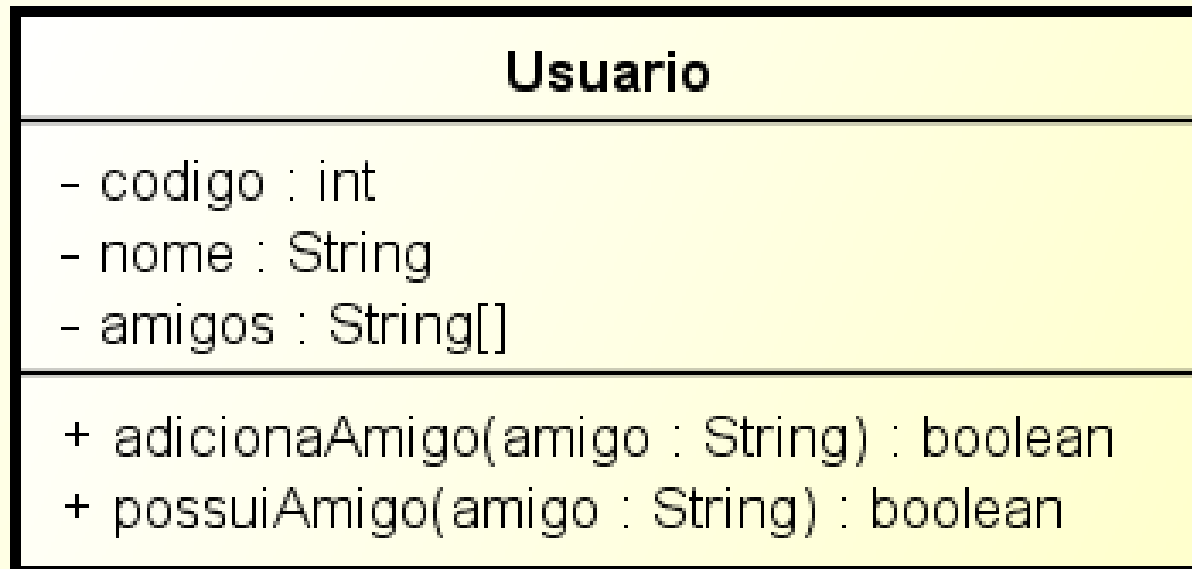 Usuario
- codigo : int
- nome : String
- amigos : String[]
+ adicionaAmigo(amigo : String) : boolean
+ possuiAmigo(amigo : String) : boolean